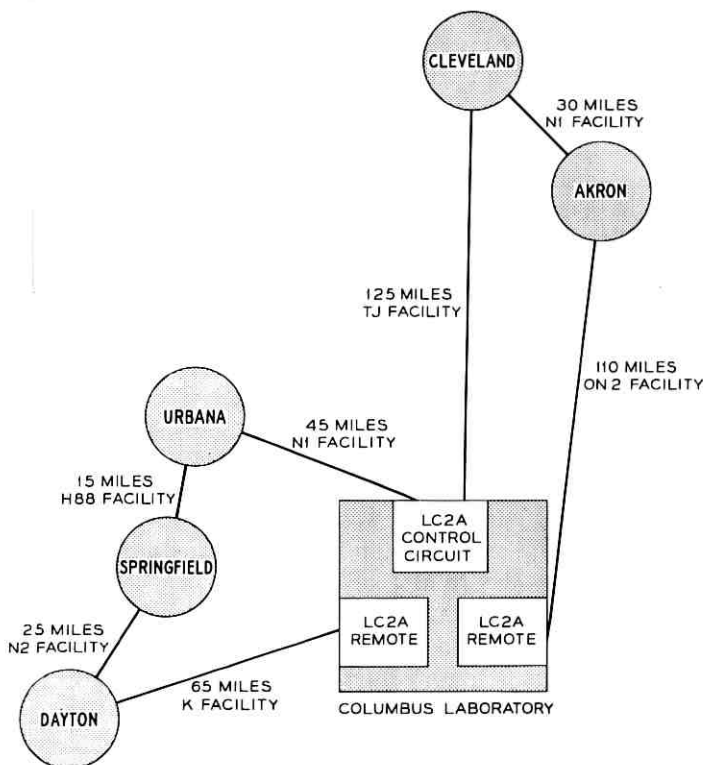 CLEVELAND
30 MILES
N1 FACILITY
AKRON
125 MILES
TJ FACILITY
110 MILES
ON 2 FACILITY
URBANA
45 MILES
N1 FACILITY
15 MILES
H88 FACILITY
LC2A
CONTROL
CIRCUIT
SPRINGFIELD
25 MILES
N2 FACILITY
LC2A
REMOTE
LC2A
REMOTE
65 MILES
K FACILITY
DAYTON
COLUMBUS LABORATORY